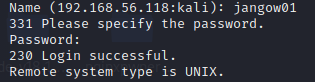 Name (192.168.56.118:kali): jangow01
331 Please specify the password.
Password:
230 Login successful.
Remote system type is UNIX.